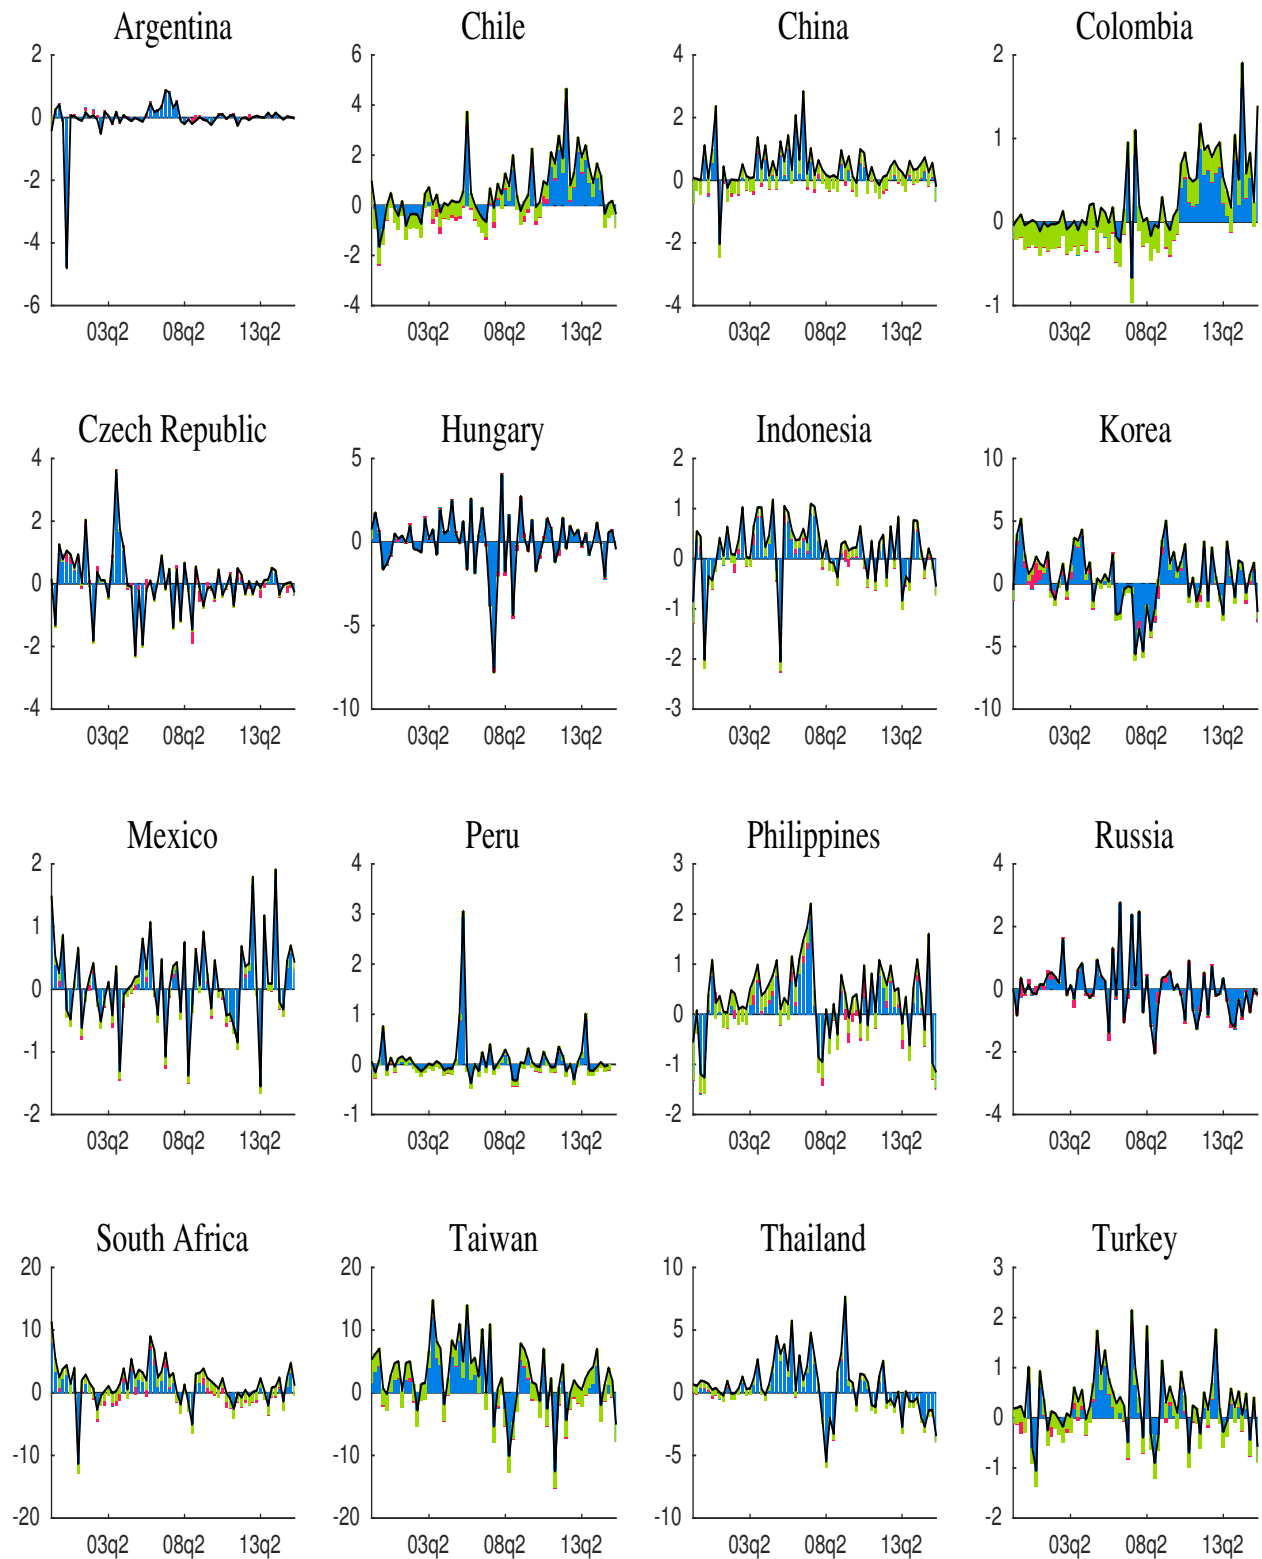 Argentina
Chile
China
Colombia
2
0
-2
-4
-6
03q2 08q2 13q2
6
4
2
0
-2
-4
03q2 08q2 13q2
4
2
0
-2
-4
03q2 08q2 13q2
2
1
0
-1
03q2 08q2 13q2
Czech Republic
Hungary
Indonesia
Korea
4
2
0
-2
-4
03q2 08q2 13q2
5
0
-5
-10
03q2 08q2 13q2
2
1
0
-1
-2
-3
03q2 08q2 13q2
10
5
0
-5
-10
03q2 08q2 13q2
Mexico
Peru
Philippines
Russia
2
1
0
-1
-2
03q2 08q2 13q2
4
3
2
1
0
-1
03q2 08q2 13q2
3
2
1
0
-1
-2
03q2 08q2 13q2
4
2
0
-2
-4
03q2 08q2 13q2
South Africa
Taiwan
Thailand
Turkey
20
10
0
-10
-20
03q2 08q2 13q2
20
10
0
-10
-20
03q2 08q2 13q2
10
5
0
-5
-10
03q2 08q2 13q2
3
2
1
0
-1
-2
03q2 08q2 13q2